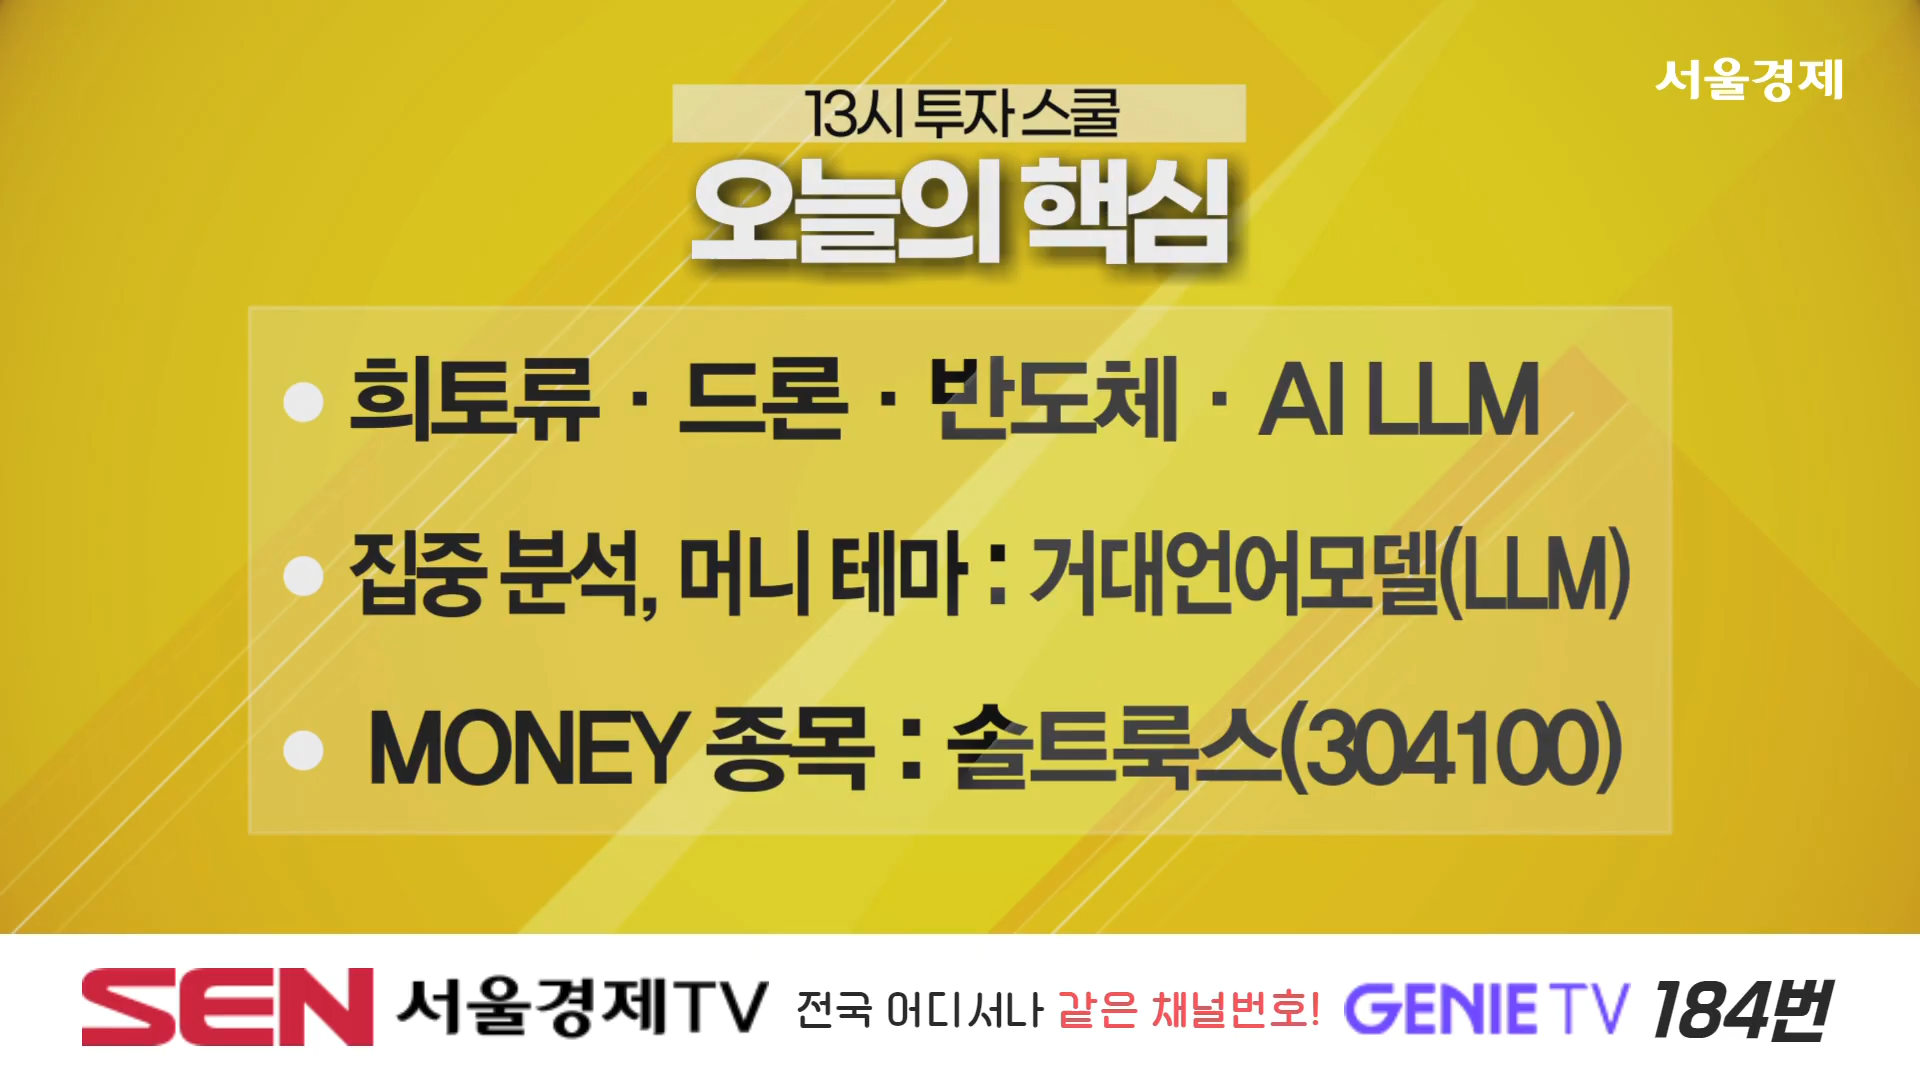 서울경제
13시 투자 스쿨
오늘의 핵심
● 희토류 · 드론 · 반도체 · AI LLM
● 집중 분석, 머니 테마 : 거대언어모델(LLM)
● MONEY 종목 : 솔트룩스(304100)
SEN 서울경제TV 전국 어디서나 같은 채널번호! GENIE TV 184번